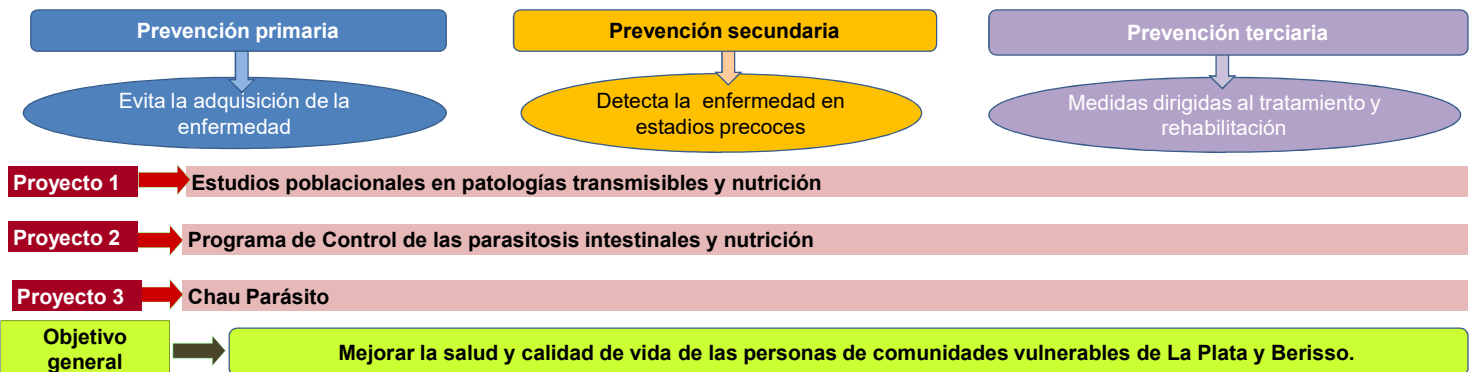 Prevención primaria
Evita la adquisición de la
enfermedad
Prevención secundaria
Detecta la enfermedad en
estadios precoces
Prevención terciaria
Medidas dirigidas al tratamiento y
rehabilitación
Proyecto 1
Estudios poblacionales en patologías transmisibles y nutrición
Proyecto 2
Programa de Control de las parasitosis intestinales y nutrición
Proyecto 3
Chau Parásito
Objetivo
general
Mejorar la salud y calidad de vida de las personas de comunidades vulnerables de La Plata y Berisso.